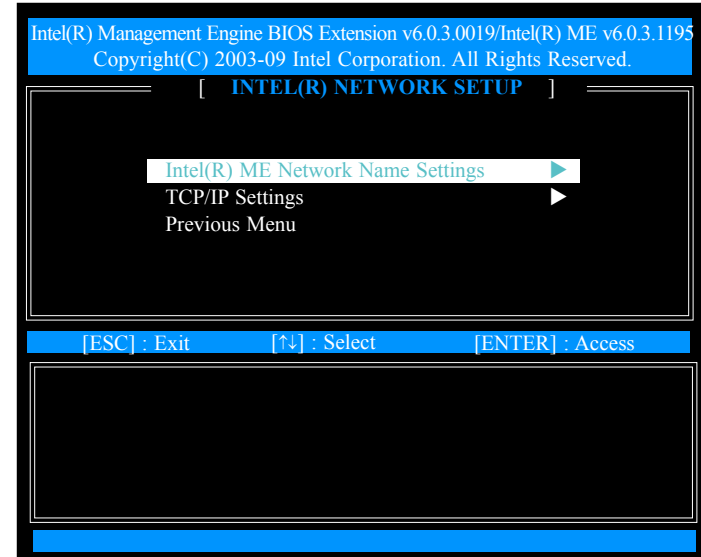 Intel(R) Management Engine BIOS Extension v6.0.3.0019/Intel(R) ME v6.0.3.1195
Copyright(C) 2003-09 Intel Corporation. All Rights Reserved.
[ INTEL(R) NETWORK SETUP ]
Intel(R) ME Network Name Settings ▶
TCP/IP Settings ▶
Previous Menu
[ESC] : Exit [↑↓] : Select [ENTER] : Access